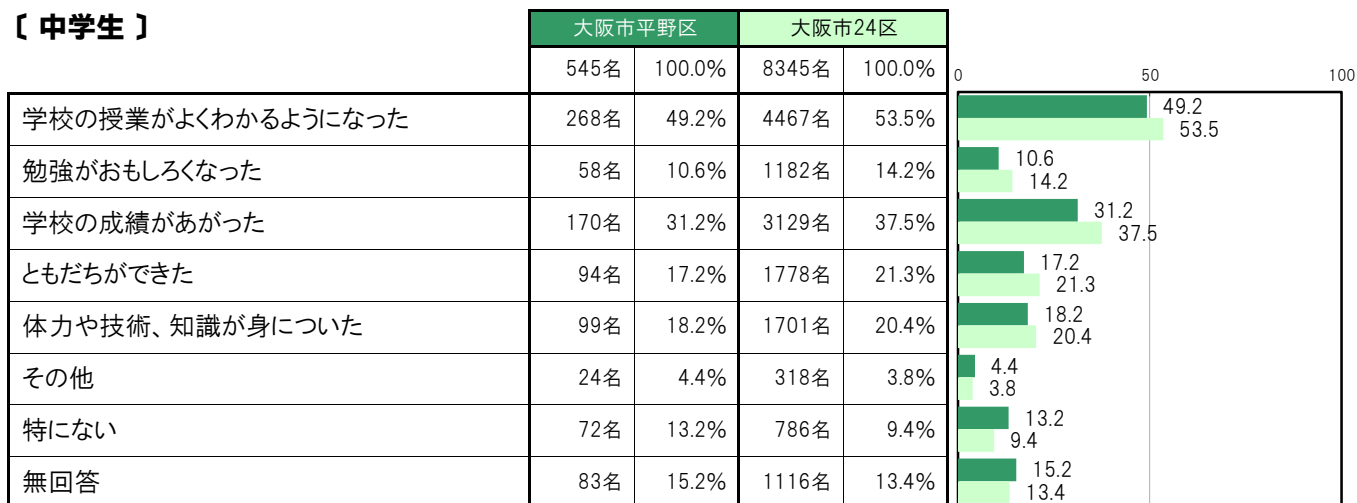 〔 中学生 〕
大阪市平野区 大阪市24区
545名 100.0% 8345名 100.0%
0 50 100
学校の授業がよくわかるようになった 268名 49.2% 4467名 53.5%
49.2
53.5
勉強がおもしろくなった 58名 10.6% 1182名 14.2%
10.6
14.2
学校の成績があがった 170名 31.2% 3129名 37.5%
31.2
37.5
ともだちができた 94名 17.2% 1778名 21.3%
17.2
21.3
体力や技術、知識が身についた 99名 18.2% 1701名 20.4%
18.2
20.4
その他 24名 4.4% 318名 3.8%
4.4
3.8
特にない 72名 13.2% 786名 9.4%
13.2
9.4
無回答 83名 15.2% 1116名 13.4%
15.2
13.4